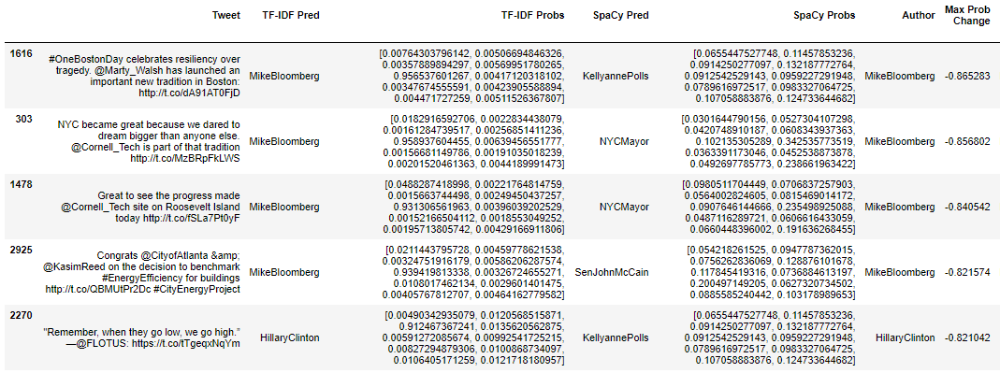 Tweet TF-IDF Pred TF-IDF Probs SpaCy Pred SpaCy Probs Author Max Prob Change
1616
#OneBostonDay celebrates resiliency over
tragedy. @Marty_Walsh has launched an
important new tradition in Boston:
http://t.co/dA91AT0FjD
MikeBloomberg
[0.00764303796142, 0.00506694846326,
0.00357889894297, 0.00569951780265,
0.956537601267, 0.00417120318102,
0.00347674555591, 0.00423905588894,
0.004471727259, 0.00511526367807]
KellyannePolls
[0.0655447527748, 0.11457853236,
0.0914250277097, 0.132187772764,
0.0912542529143, 0.0959227291948,
0.0789616972517, 0.0983327064725,
0.107058883876, 0.124733644682]
MikeBloomberg
-0.865283
303
NYC became great because we dared to
dream bigger than anyone else.
@Cornell_Tech is part of that tradition
http://t.co/MzBRpFkLWS
MikeBloomberg
[0.0182916592706, 0.0022834438079,
0.00161284739517, 0.00256851411236,
0.958937604455, 0.00639456551777,
0.00156681149786, 0.00191035018239,
0.00201520461363, 0.0044189991473]
NYCMayor
[0.0301644790156, 0.0527304107298,
0.0420748910187, 0.0608343937363,
0.102135305289, 0.342535773519,
0.0363391173046, 0.0452538873878,
0.0492697785773, 0.238661963422]
MikeBloomberg
-0.856802
1478
Great to see the progress made
@Cornell_Tech site on Roosevelt Island
today http://t.co/fSLa7Pt0yF
MikeBloomberg
[0.0488287418998, 0.00221764814759,
0.0015663744498, 0.00249450437257,
0.931306561963, 0.00396039202529,
0.00152166504112, 0.0018553049252,
0.00195713805742, 0.00429166911806]
NYCMayor
[0.0980511704449, 0.0706837257903,
0.0564002824605, 0.0815469014172,
0.0907646144666, 0.235498925088,
0.0487116289721, 0.0606616433059,
0.0660448396002, 0.191636268455]
MikeBloomberg
-0.840542
2925
Congrats @CityofAtlanta &amp;
@KasimReed on the decision to benchmark
#EnergyEfficiency for buildings
http://t.co/QBMUtPr2Dc #CityEnergyProject
MikeBloomberg
[0.0211443795728, 0.00459778621538,
0.00324751916179, 0.00586206287574,
0.939419813338, 0.00326724655271,
0.0108017462134, 0.0029601401475,
0.00405767812707, 0.00464162779582]
SenJohnMcCain
[0.054218261525, 0.0947787362015,
0.0756262836069, 0.128876101678,
0.117845419316, 0.0736884613197,
0.200497149205, 0.0627320734502,
0.0885585240442, 0.103178989653]
MikeBloomberg
-0.821574
2270
"Remember, when they go low, we go high."
—@FLOTUS: https://t.co/tTgeqxNqYm
HillaryClinton
[0.00490342935079, 0.0120568515871,
0.912467367241, 0.0135620562875,
0.00591272085674, 0.00992541725215,
0.00827294879306, 0.0100868734097,
0.0106405171259, 0.0121718180957]
KellyannePolls
[0.0655447527748, 0.11457853236,
0.0914250277097, 0.132187772764,
0.0912542529143, 0.0959227291948,
0.0789616972517, 0.0983327064725,
0.107058883876, 0.124733644682]
HillaryClinton
-0.821042